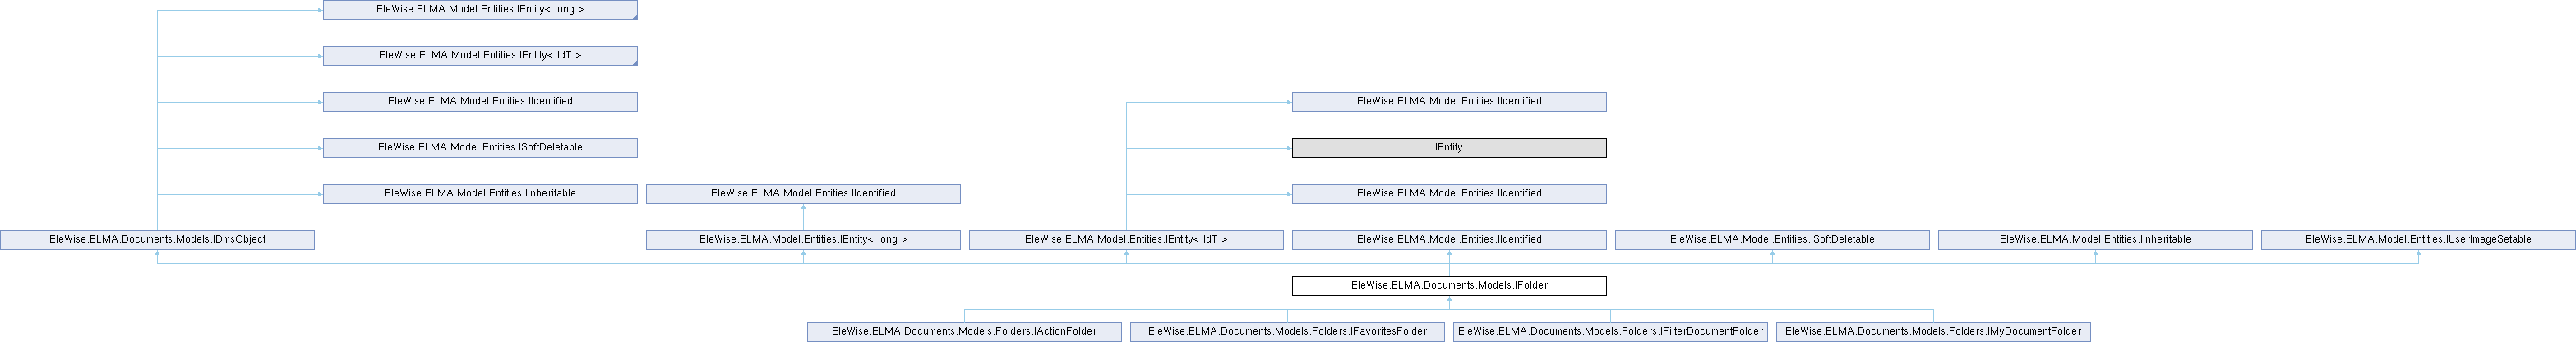 EleWise.ELMA.Model.Entities.IEntity< long >
EleWise.ELMA.Model.Entities.IEntity< IdT >
EleWise.ELMA.Model.Entities.IIdentified
EleWise.ELMA.Model.Entities.IIdentified
EleWise.ELMA.Model.Entities.ISoftDeletable
IEntity
EleWise.ELMA.Model.Entities.IInheritable
EleWise.ELMA.Model.Entities.IIdentified
EleWise.ELMA.Model.Entities.IIdentified
EleWise.ELMA.Documents.Models.IDmsObject
EleWise.ELMA.Model.Entities.IEntity< long >
EleWise.ELMA.Model.Entities.IEntity< IdT >
EleWise.ELMA.Model.Entities.IIdentified
EleWise.ELMA.Model.Entities.ISoftDeletable
EleWise.ELMA.Model.Entities.IInheritable
EleWise.ELMA.Model.Entities.IUserImageSetable
EleWise.ELMA.Documents.Models.IFolder
EleWise.ELMA.Documents.Models.Folders.IActionFolder
EleWise.ELMA.Documents.Models.Folders.IFavoritesFolder
EleWise.ELMA.Documents.Models.Folders.IFilterDocumentFolder
EleWise.ELMA.Documents.Models.Folders.IMyDocumentFolder